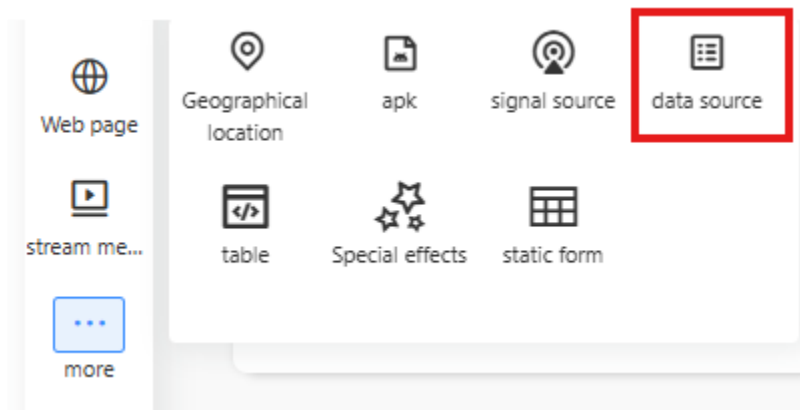 Web page
stream me...
more
Geographical
location
apk
signal source
data source
table
Special effects
static form